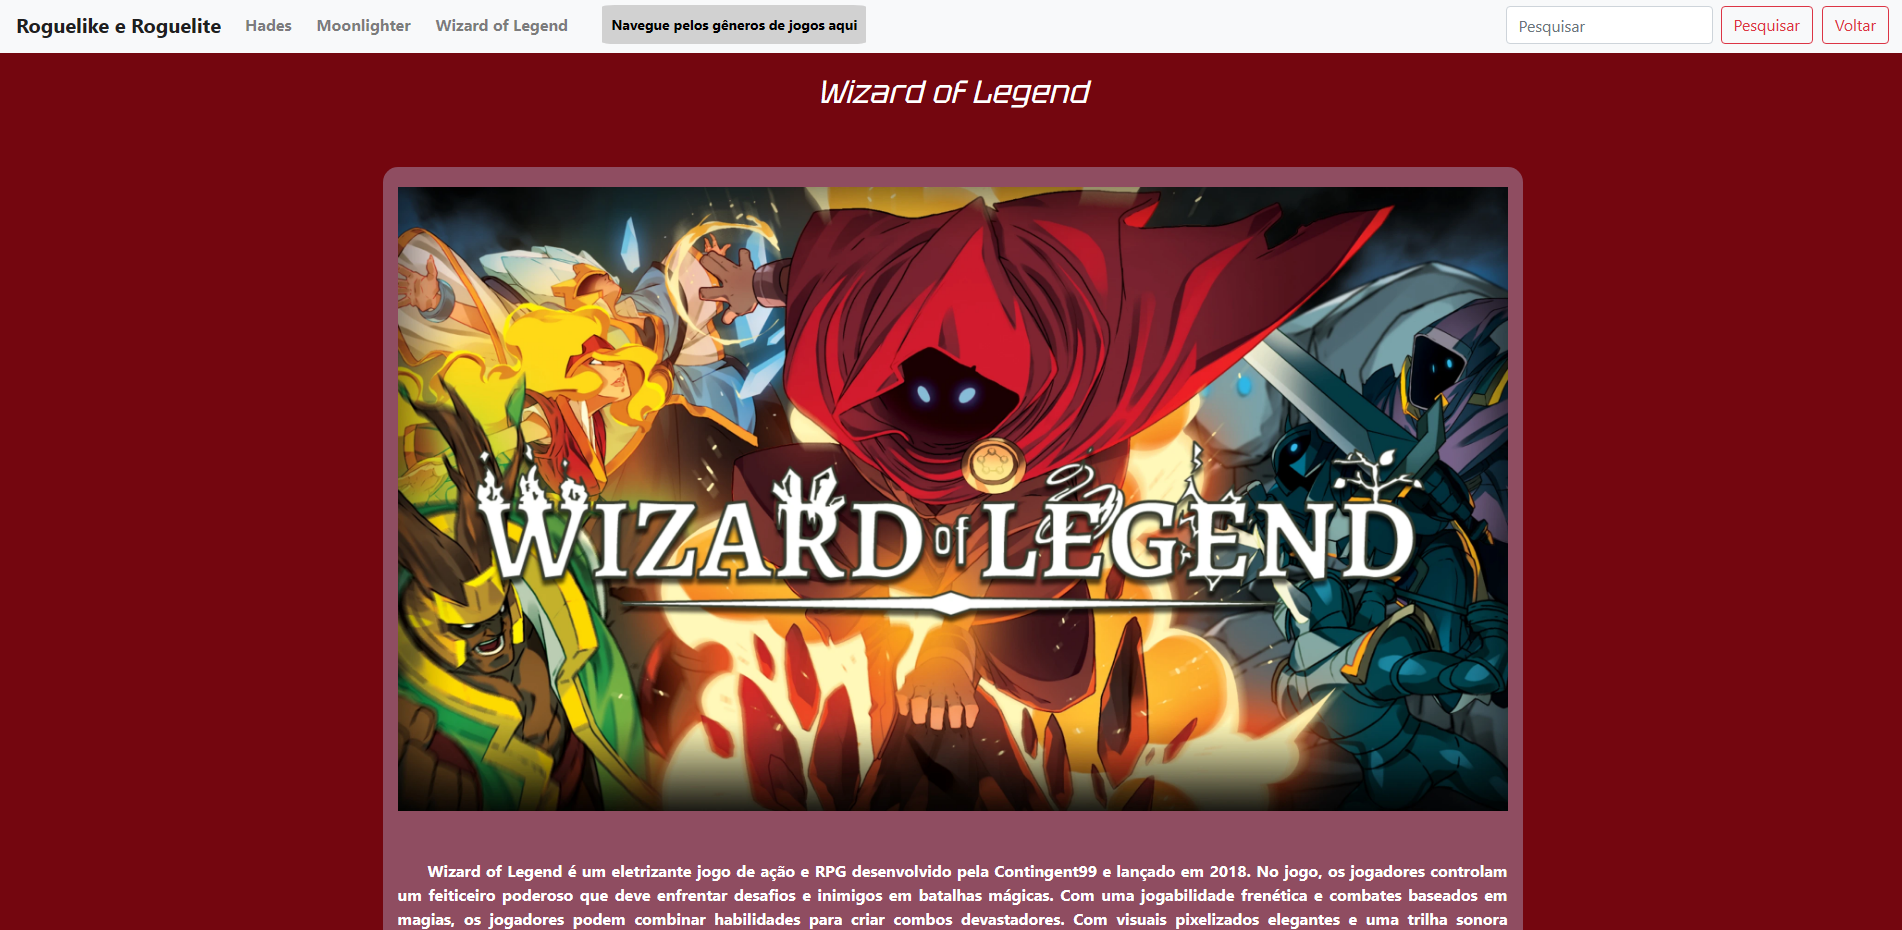 Roguelike e Roguelite Hades Moonlighter Wizard of Legend Navegue pelos gêneros de jogos aqui Pesquisar Pesquisar Voltar
Wizard of Legend
WIZARD of LEGEND
Wizard of Legend é um eletrizante jogo de ação e RPG desenvolvido pela Contingent99 e lançado em 2018. No jogo, os jogadores controlam
um feiticeiro poderoso que deve enfrentar desafios e inimigos em batalhas mágicas. Com uma jogabilidade frenética e combates baseados em
magias, os jogadores podem combinar habilidades para criar combos devastadores. Com visuais pixelizados elegantes e uma trilha sonora